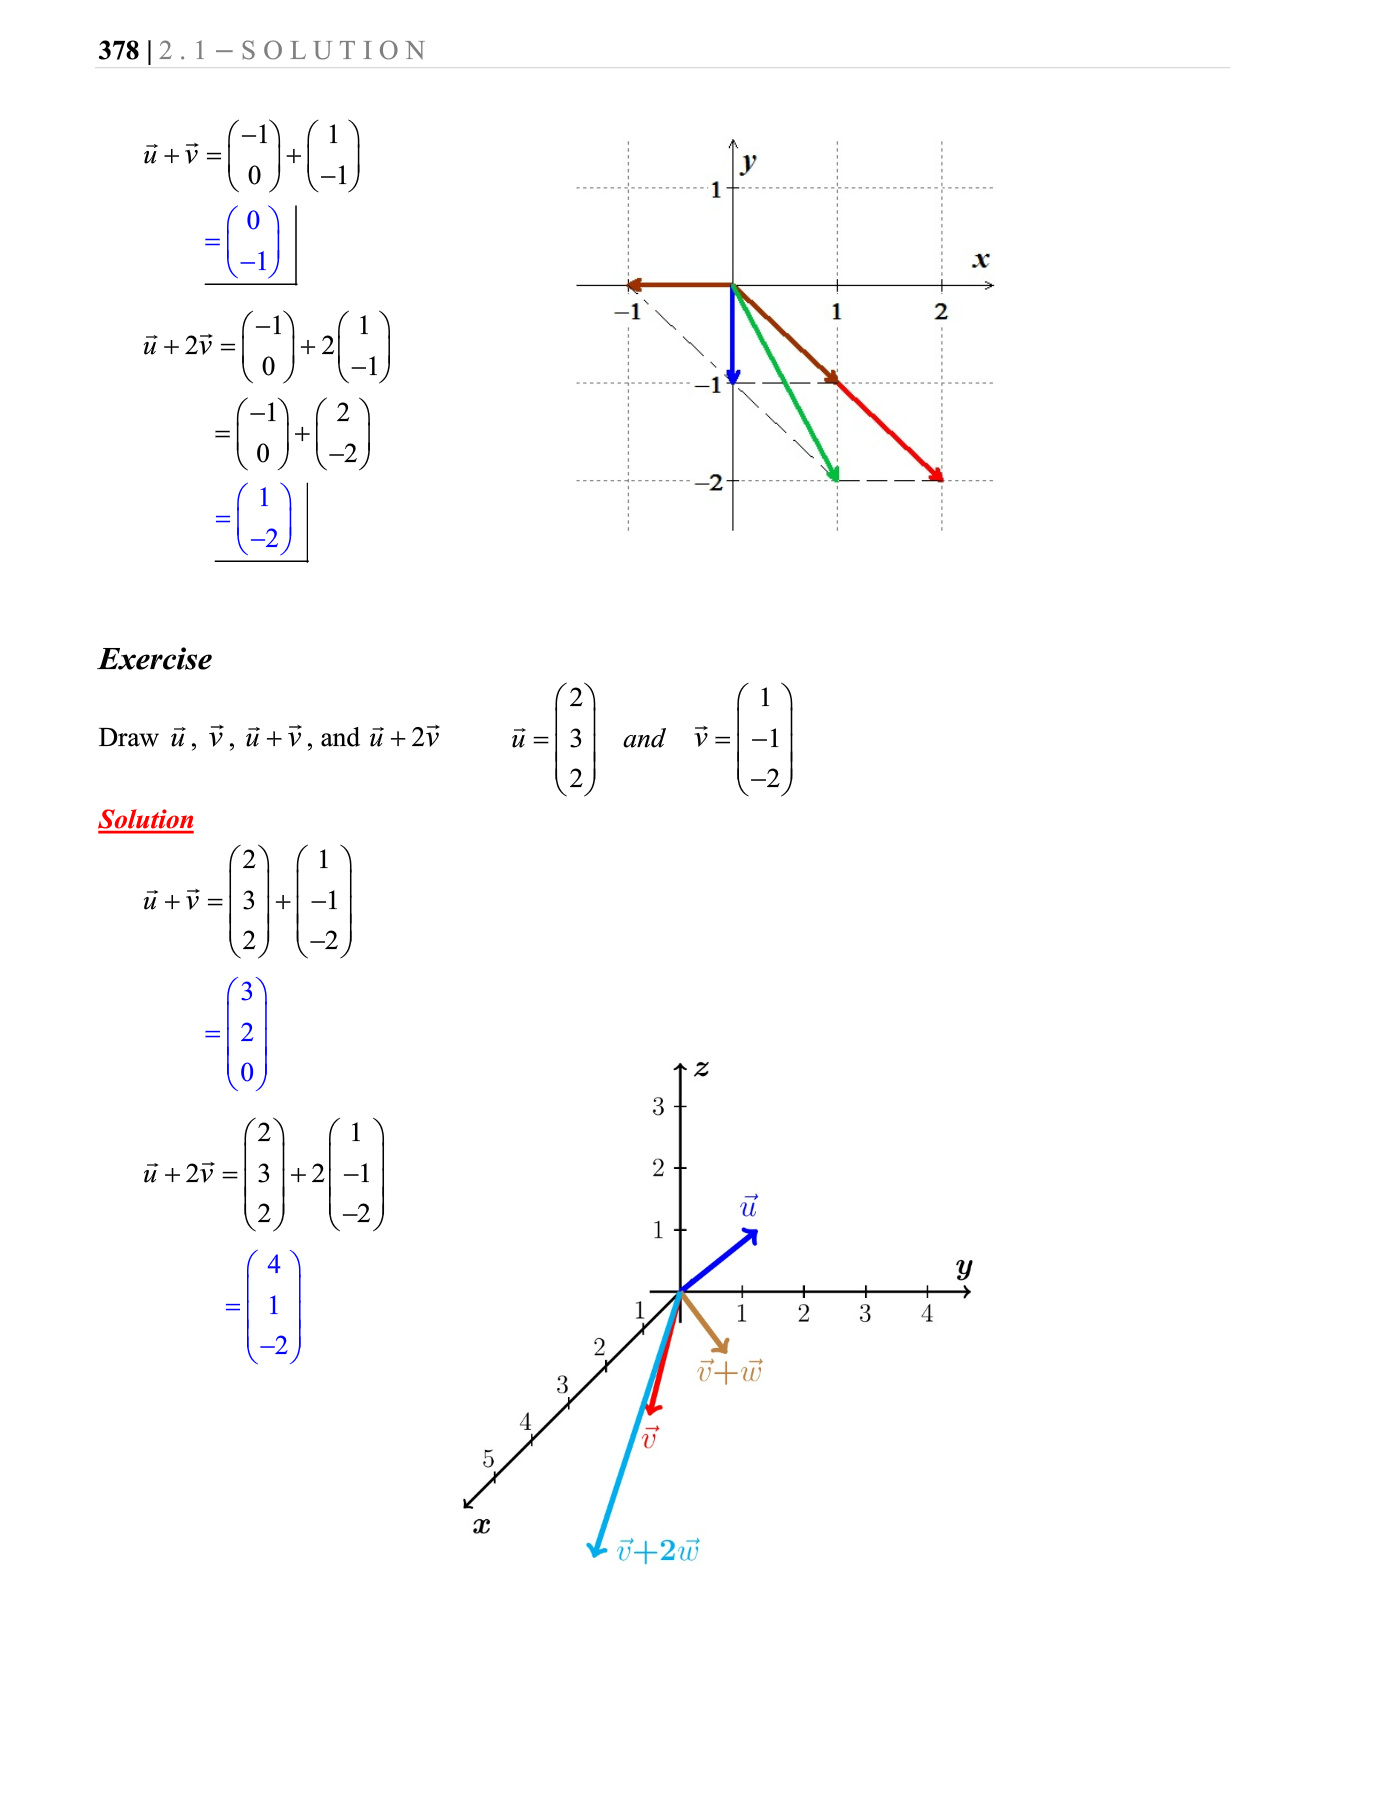 378 | 2.1 – SOLUTION
u⃗ + v⃗ = (−1 0) + (1 −1)
= (0 −1)
u⃗ + 2v⃗ = (−1 0) + 2(1 −1)
= (−1 0) + (2 −2)
= (1 −2)
y
1
x
−1 1 2
−1
−2
Exercise
Draw u⃗ , v⃗ , u⃗ + v⃗ , and u⃗ + 2v⃗ u⃗ = (2 3 2) and v⃗ = (1 −1 −2)
Solution
u⃗ + v⃗ = (2 3 2) + (1 −1 −2)
= (3 2 0)
u⃗ + 2v⃗ = (2 3 2) + 2(1 −1 −2)
= (4 1 −2)
z
3
2
u⃗
1
y
1 2 3 4
1
2
3
4
5
x
v⃗+w⃗
v⃗
v⃗+2w⃗